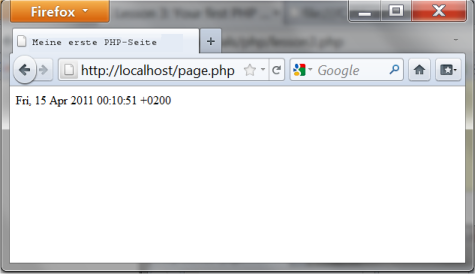 Firefox
Meine erste PHP-Seite
http://localhost/page.php
Google
Fri, 15 Apr 2011 00:10:51 +0200